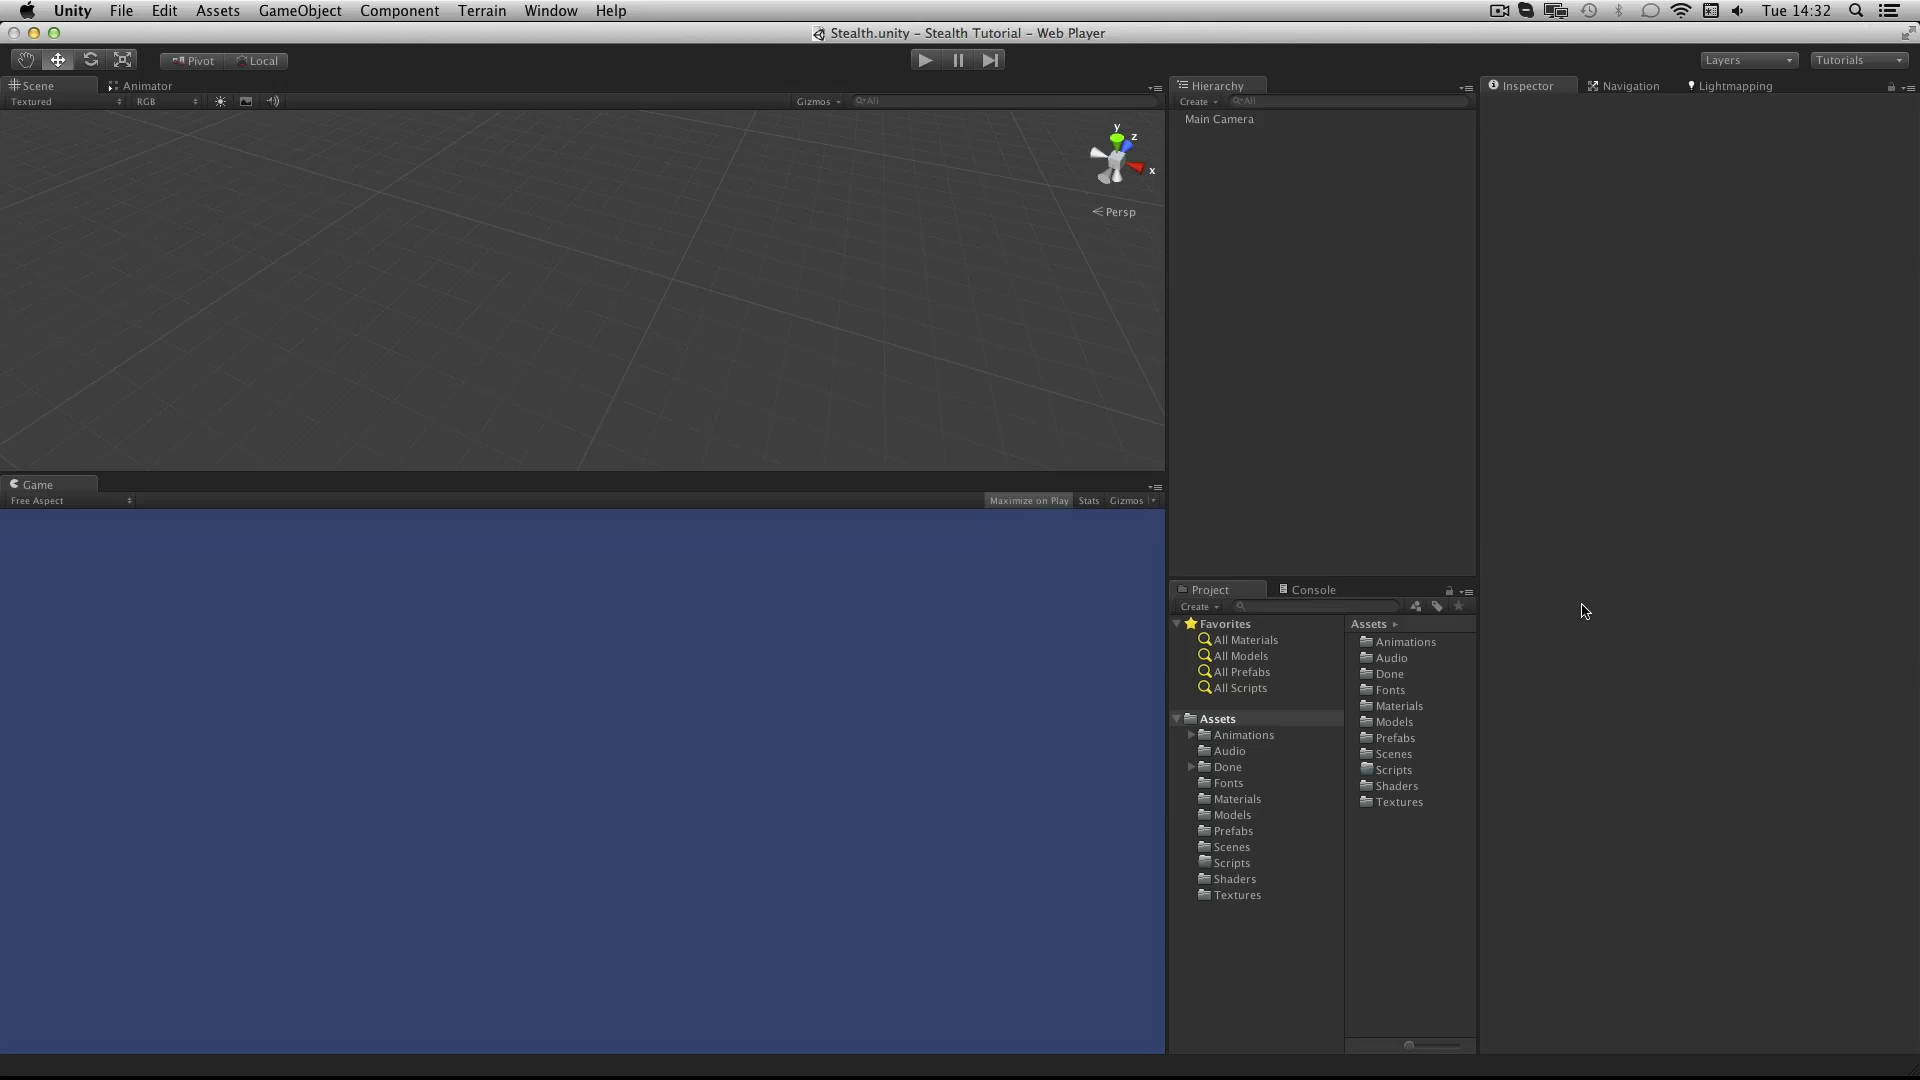 Unity File Edit Assets GameObject Component Terrain Window Help Tue 14:32
Stealth.unity - Stealth Tutorial - Web Player
Pivot Local Layers Tutorials
Scene Animator
Textured RGB Gizmos All
y
z
x
Persp
Game
Free Aspect Maximize on Play Stats Gizmos
Hierarchy
Create All
Main Camera
Project Console
Create
Favorites
All Materials
All Models
All Prefabs
All Scripts
Assets
Animations
Audio
Done
Fonts
Materials
Models
Prefabs
Scenes
Scripts
Shaders
Textures
Assets
Animations
Audio
Done
Fonts
Materials
Models
Prefabs
Scenes
Scripts
Shaders
Textures
Inspector Navigation Lightmapping